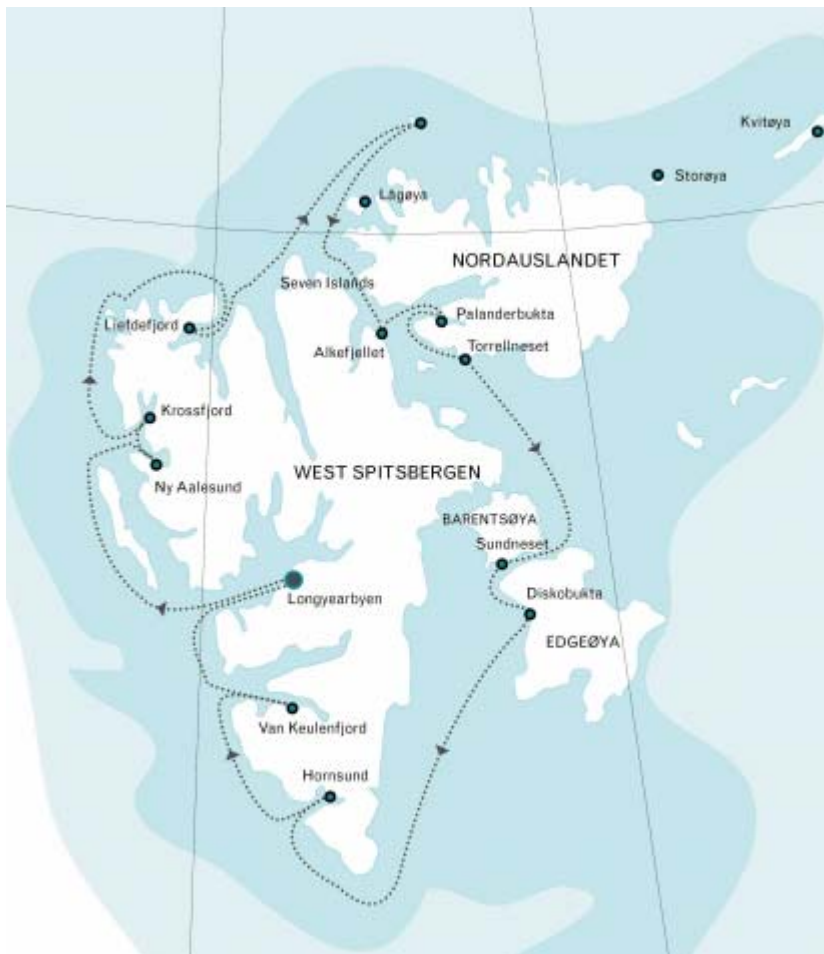 Kvitøya
Storøya
Lågøya
NORDAUSLANDET
Seven Islands
Palanderbukta
Liefdefjord
Alkefjellet
Torrellneset
Krossfjord
WEST SPITSBERGEN
Ny Aalesund
BARENTSØYA
Sundneset
Longyearbyen
Diskobukta
EDGEØYA
Van Keulenfjord
Hornsund